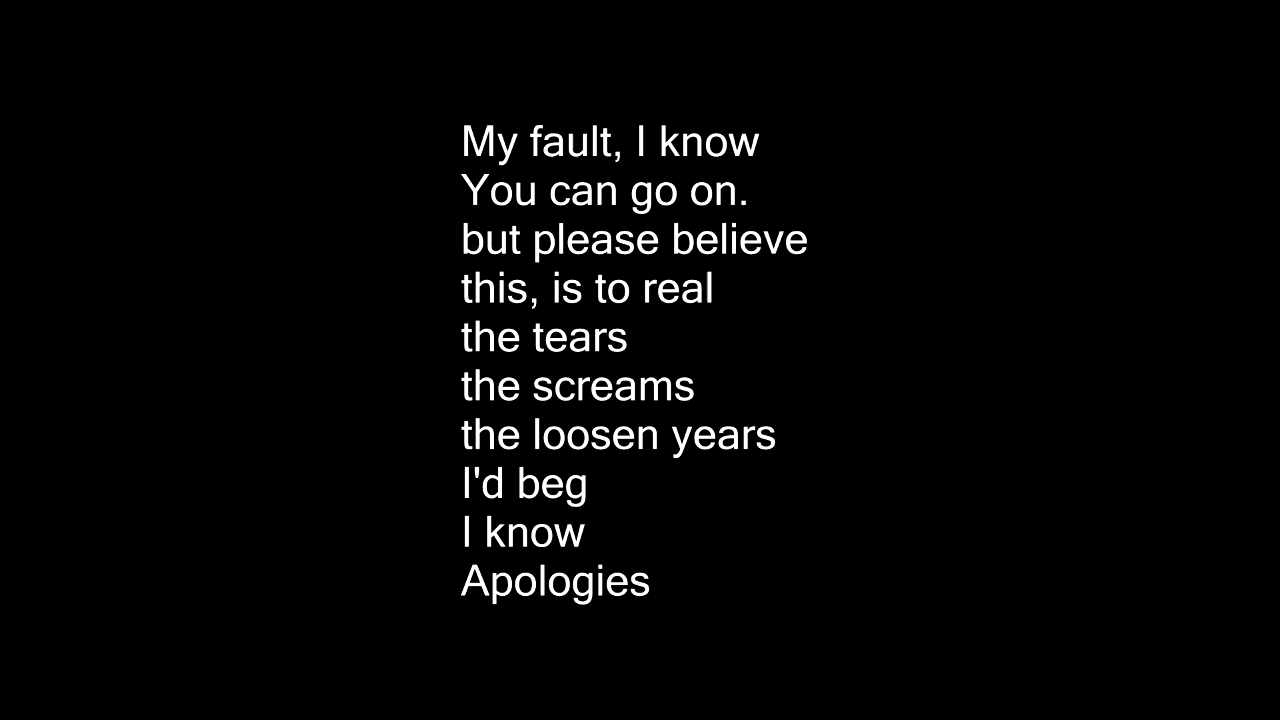 My fault, I know
You can go on.
but please believe
this, is to real
the tears
the screams
the loosen years
I'd beg
I know
Apologies